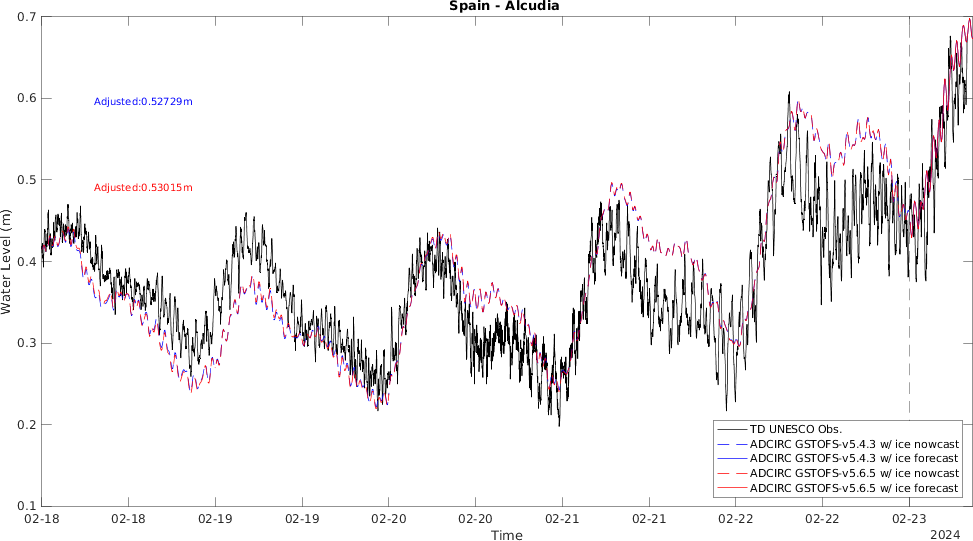 Spain - Alcudia
0.7
0.6
0.5
0.4
0.3
0.2
0.1
Water Level (m)
Adjusted:0.52729m
Adjusted:0.53015m
TD UNESCO Obs.
ADCIRC GSTOFS-v5.4.3 w/ ice nowcast
ADCIRC GSTOFS-v5.4.3 w/ ice forecast
ADCIRC GSTOFS-v5.6.5 w/ ice nowcast
ADCIRC GSTOFS-v5.6.5 w/ ice forecast
02-18 02-18 02-19 02-19 02-20 02-20 02-21 02-21 02-22 02-22 02-23
Time
2024